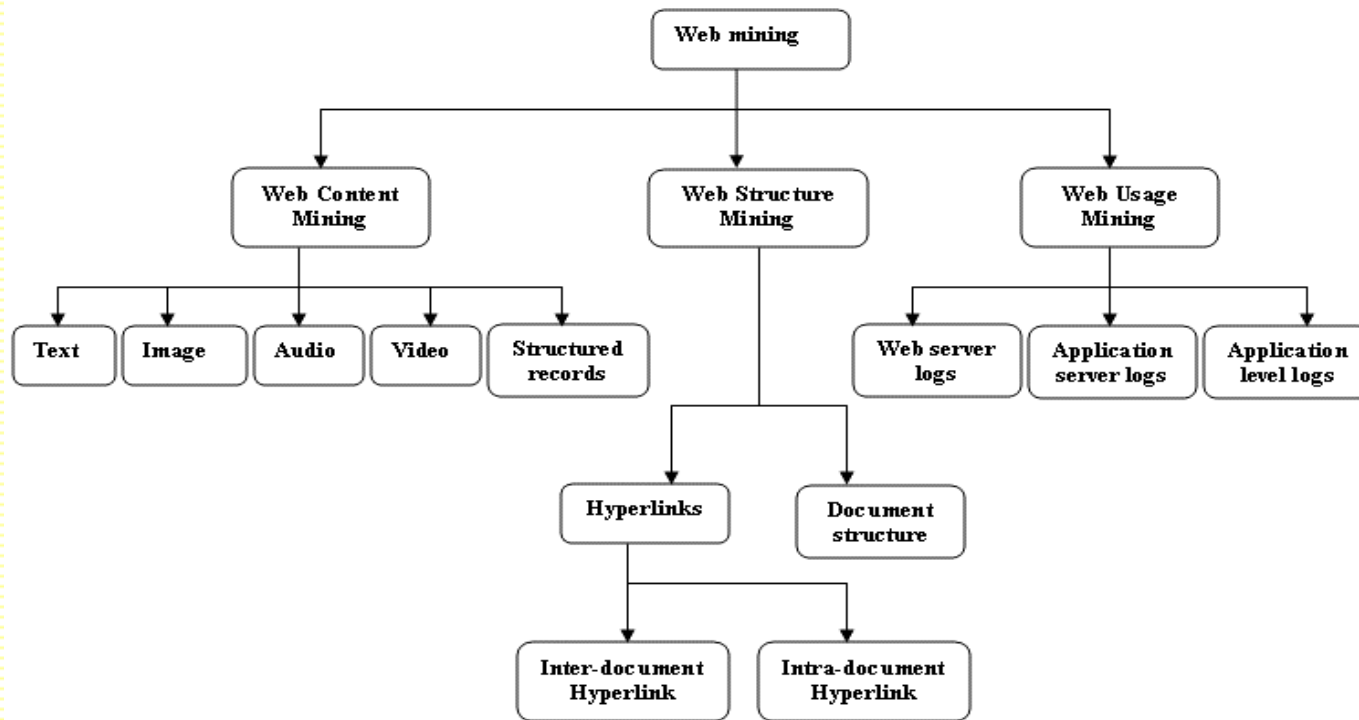 Web mining
Web Content
Mining
Web Structure
Mining
Web Usage
Mining
Text
Image
Audio
Video
Structured
records
Web server
logs
Application
server logs
Application
level logs
Hyperlinks
Document
structure
Inter-document
Hyperlink
Intra-document
Hyperlink